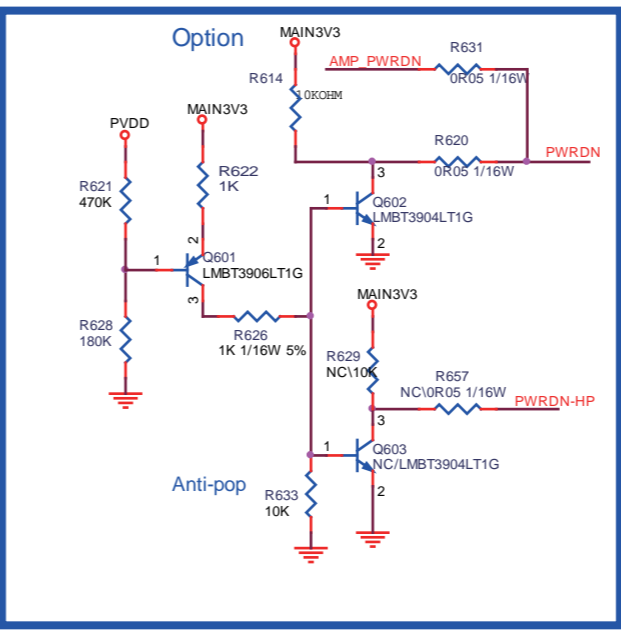 Option
MAIN3V3
R631
AMP_PWRDN
0R05 1/16W
R614
10KOHM
MAIN3V3
PVDD
R620
PWRDN
0R05 1/16W
R622
1K
3
R621
470K
1
Q602
LMBT3904LT1G
2
2
1
Q601
LMBT3906LT1G
3
MAIN3V3
R628
180K
R626
1K 1/16W 5%
R629
NC\10K
R657
NC\0R05 1/16W
PWRDN-HP
3
1
Q603
NC/LMBT3904LT1G
2
Anti-pop
R633
10K